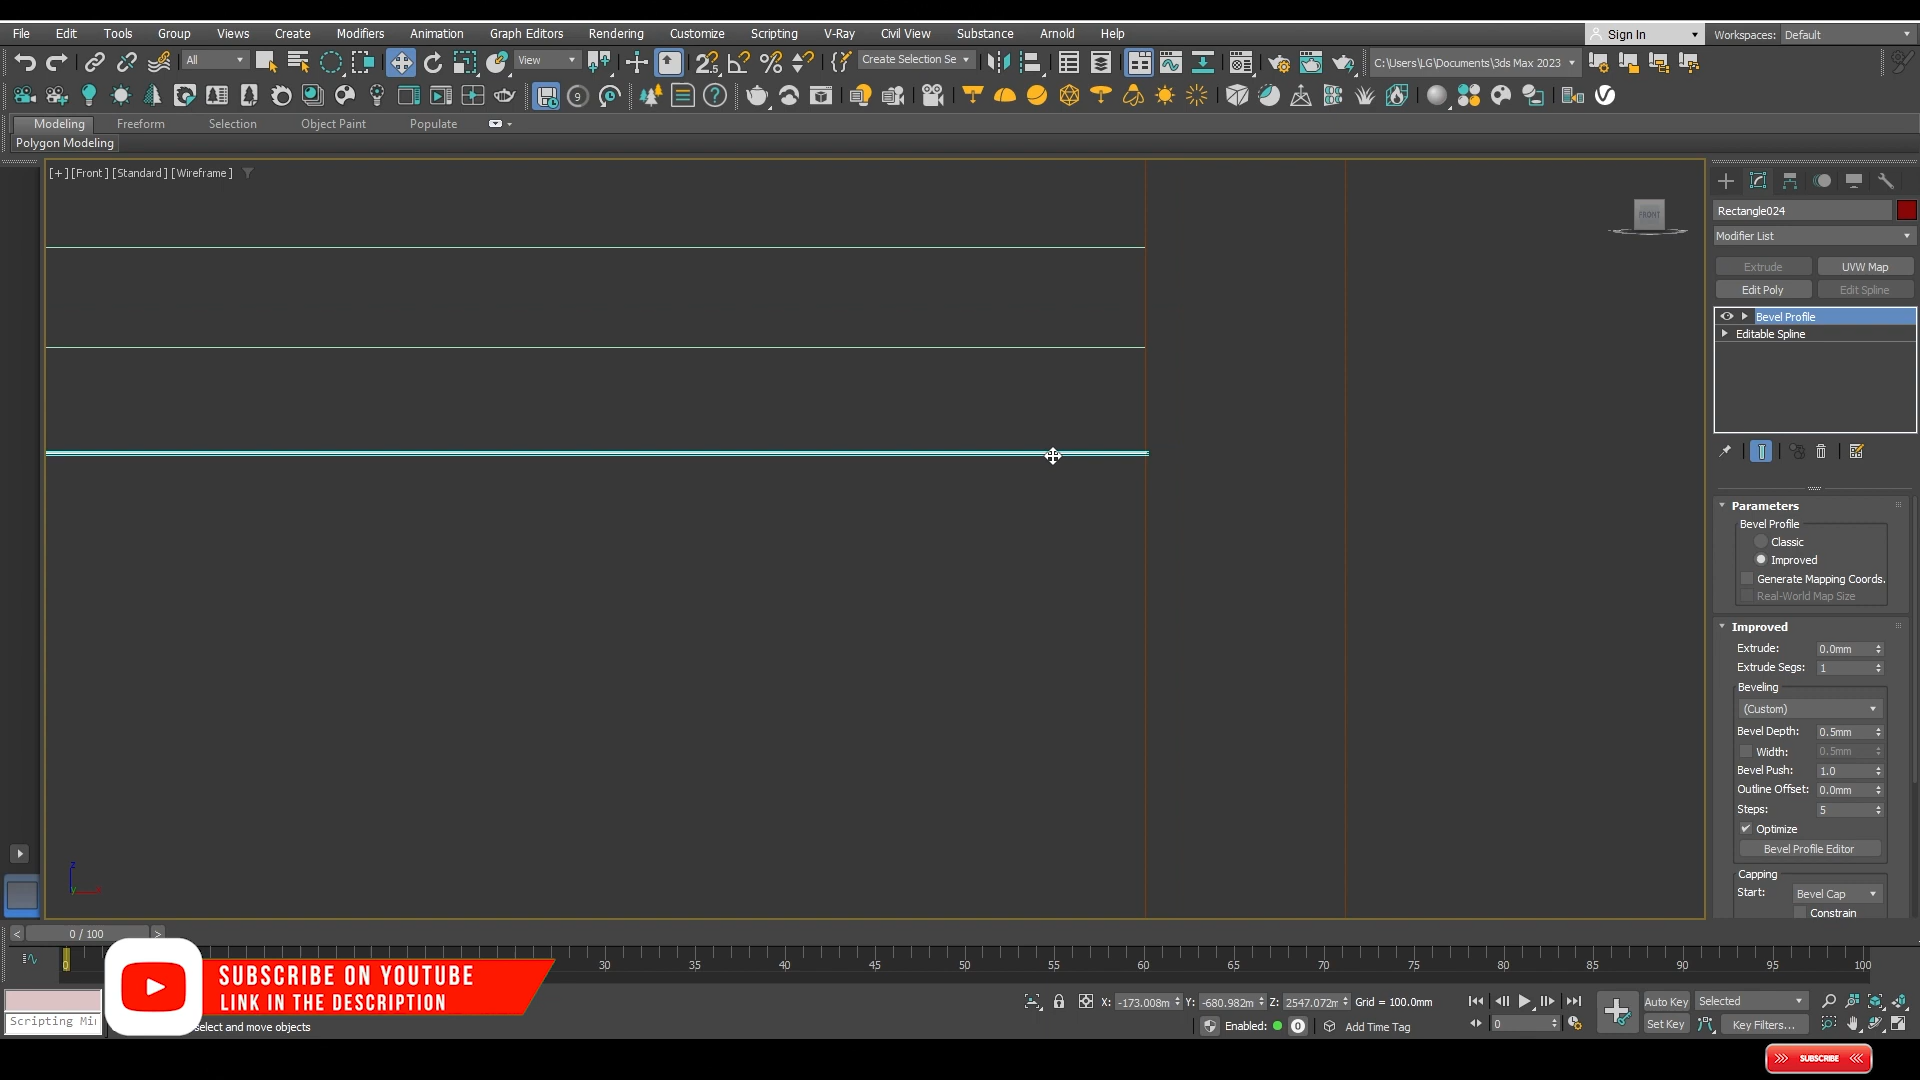 File Edit Tools Group Views Create Modifiers Animation Graph Editors Rendering Customize Scripting V-Ray Civil View Substance Arnold Help
Sign In Workspaces: Default
All View Create Selection Se C:\Users\LG\Documents\3ds Max 2023
Modeling Freeform Selection Object Paint Populate
Polygon Modeling
[+] [Front] [Standard] [Wireframe]
FRONT
Rectangle024
Modifier List
Extrude UVW Map
Edit Poly Edit Spline
Bevel Profile
Editable Spline
Parameters
Bevel Profile
Classic
Improved
Generate Mapping Coords.
Real-World Map Size
Improved
Extrude: 0.0mm
Extrude Segs: 1
Beveling
(Custom)
Bevel Depth: 0.5mm
Width: 0.5mm
Bevel Push: 1.0
Outline Offset: 0.0mm
Steps: 5
Optimize
Bevel Profile Editor
Capping
Start: Bevel Cap
Constrain
z
y
0 / 100
0 30 35 40 45 50 55 60 65 70 75 80 85 90 95 100
SUBSCRIBE ON YOUTUBE
LINK IN THE DESCRIPTION
X: -173.008m Y: -680.982m Z: 2547.072m Grid = 100.0mm
Auto Key Selected
Scripting Mi
select and move objects
Enabled: 0 Add Time Tag
0
Set Key Key Filters...
SUBSCRIBE